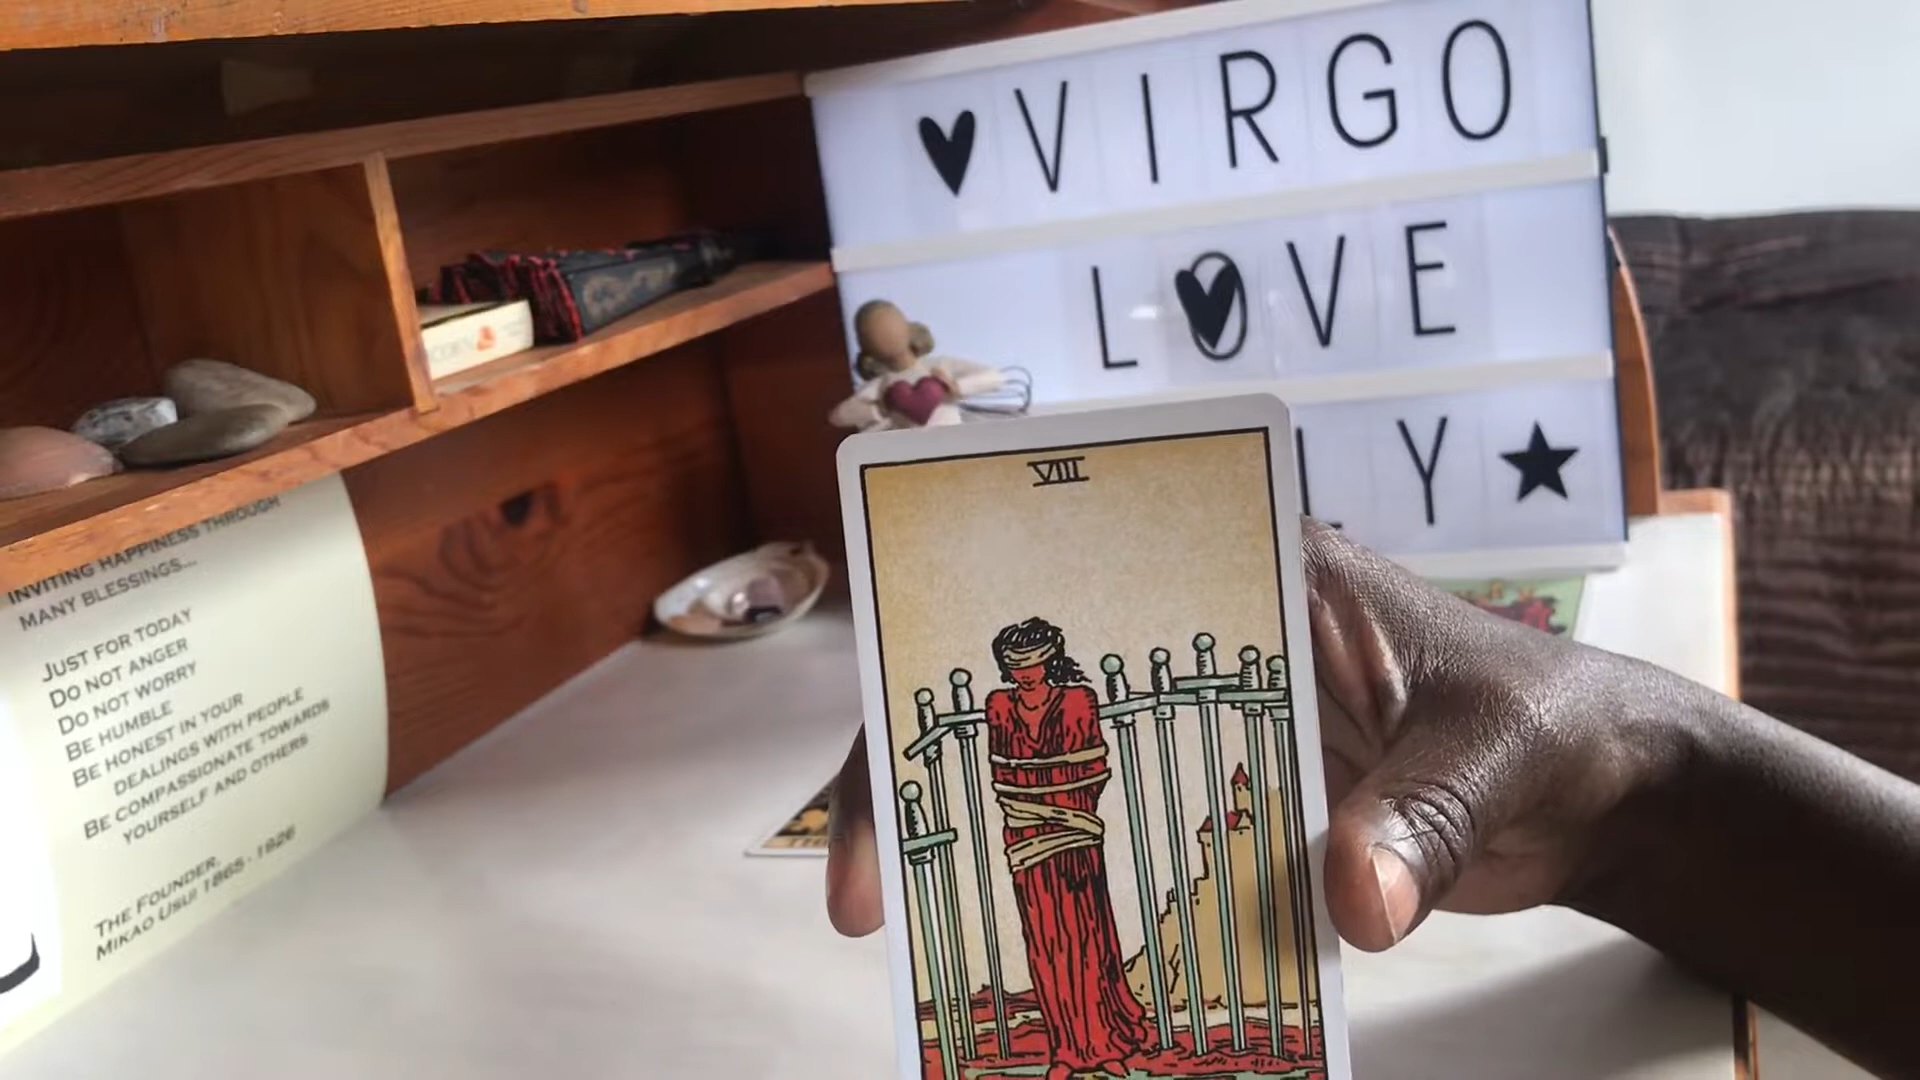 ♥VIRGO
LOVE
LY★
VIII
INVITING HAPPINESS THROUGH
MANY BLESSINGS...
JUST FOR TODAY
DO NOT ANGER
DO NOT WORRY
BE HUMBLE
BE HONEST IN YOUR
DEALINGS WITH PEOPLE
BE COMPASSIONATE TOWARDS
YOURSELF AND OTHERS
THE FOUNDER,
MIKAO USUI 1865 - 1926